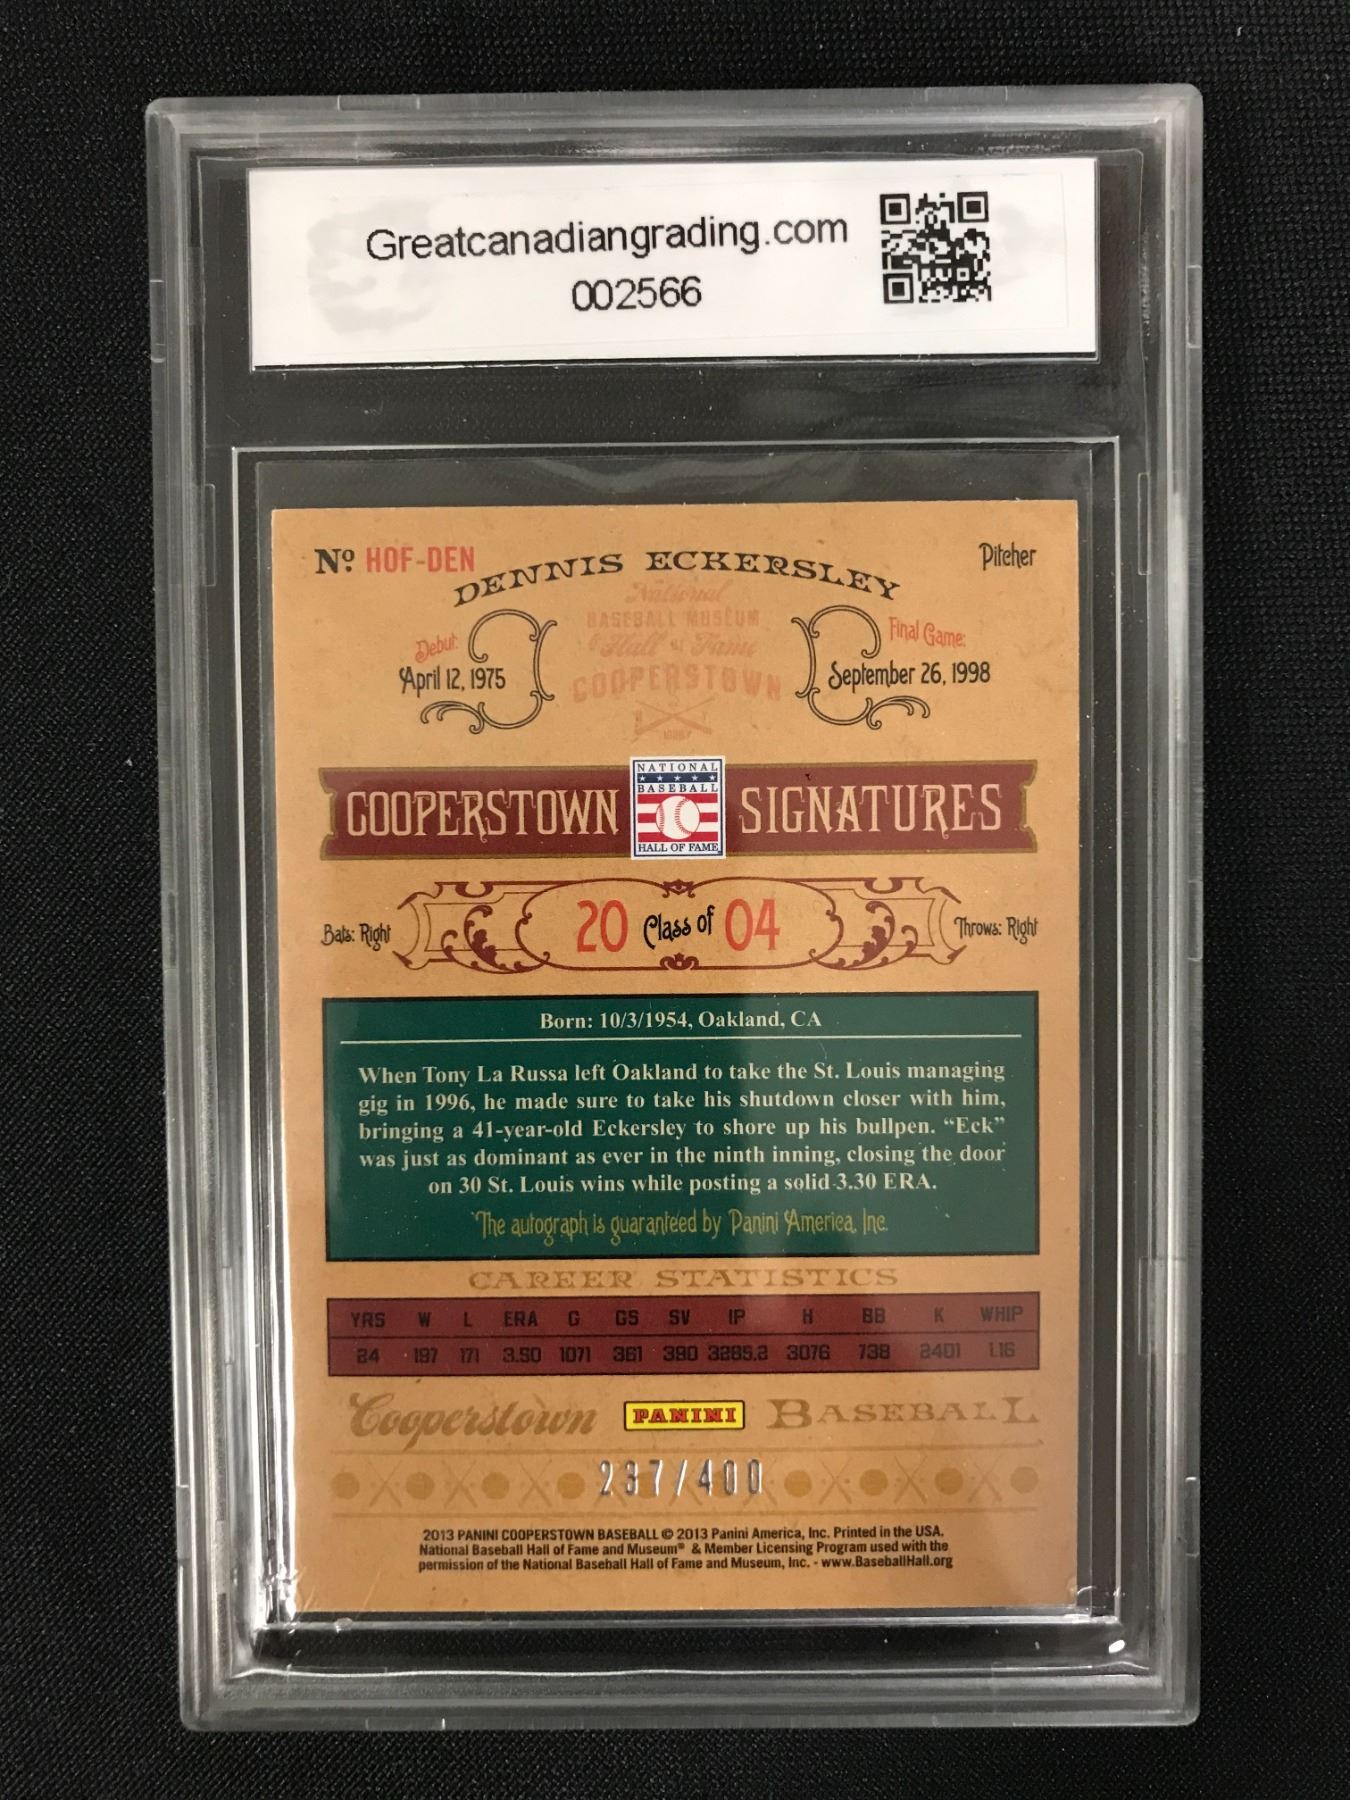 Greatcanadiangrading.com
002566
Nº HOF-DEN
DENNIS ECKERSLEY
Pitcher
National
BASEBALL MUSEUM
& Hall of Fame
COOPERSTOWN
Debut:
April 12, 1975
Final Game:
September 26, 1998
COOPERSTOWN
NATIONAL
BASEBALL
HALL OF FAME
SIGNATURES
Bats: Right
20 Class of 04
Throws: Right
Born: 10/3/1954, Oakland, CA
When Tony La Russa left Oakland to take the St. Louis managing
gig in 1996, he made sure to take his shutdown closer with him,
bringing a 41-year-old Eckersley to shore up his bullpen. “Eck”
was just as dominant as ever in the ninth inning, closing the door
on 30 St. Louis wins while posting a solid 3.30 ERA.
The autograph is guaranteed by Panini America, Inc.
CAREER STATISTICS
YRS W L ERA G GS SV IP H BB K WHIP
24 197 171 3.50 1071 361 390 3285.2 3076 738 2401 1.16
Cooperstown PANINI BASEBALL
237/400
2013 PANINI COOPERSTOWN BASEBALL © 2013 Panini America, Inc. Printed in the USA.
National Baseball Hall of Fame and Museum® & Member Licensing Program used with the
permission of the National Baseball Hall of Fame and Museum, Inc. - www.BaseballHall.org